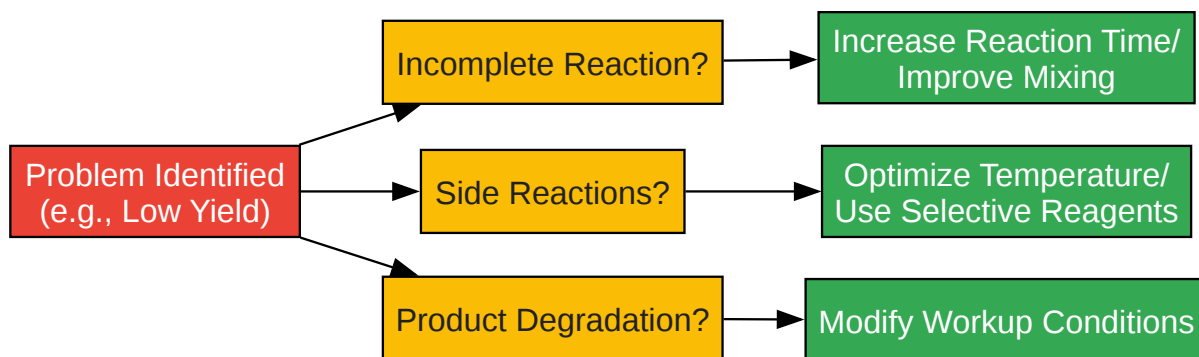 Problem Identified
(e.g., Low Yield)
Incomplete Reaction?
Increase Reaction Time/
Improve Mixing
Side Reactions?
Optimize Temperature/
Use Selective Reagents
Product Degradation?
Modify Workup Conditions